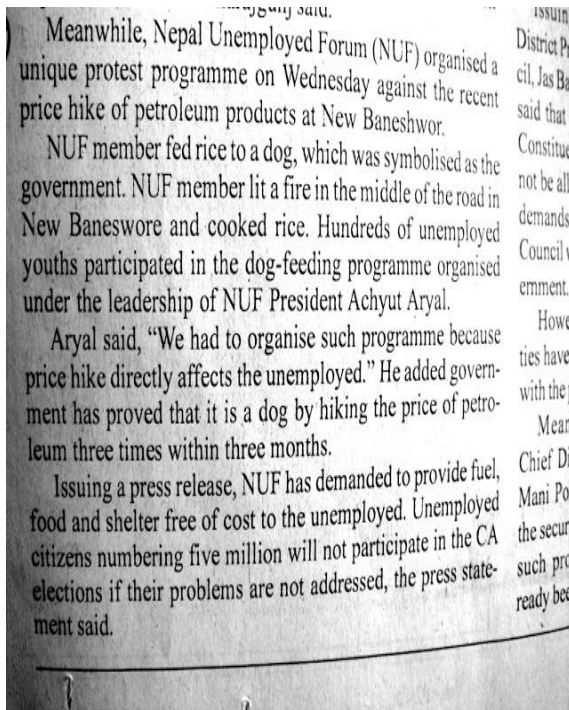 said.
Meanwhile, Nepal Unemployed Forum (NUF) organised a
unique protest programme on Wednesday against the recent
price hike of petroleum products at New Baneshwor.
NUF member fed rice to a dog, which was symbolised as the
government. NUF member lit a fire in the middle of the road in
New Baneswore and cooked rice. Hundreds of unemployed
youths participated in the dog-feeding programme organised
under the leadership of NUF President Achyut Aryal.
Aryal said, “We had to organise such programme because
price hike directly affects the unemployed.” He added govern-
ment has proved that it is a dog by hiking the price of petro-
leum three times within three months.
Issuing a press release, NUF has demanded to provide fuel,
food and shelter free of cost to the unemployed. Unemployed
citizens numbering five million will not participate in the CA
elections if their problems are not addressed, the press state-
ment said.
District
cil, Jas
said that
not be
demands
Council
ernment.
ties have
with the
Chief
Mani
the
such
ready